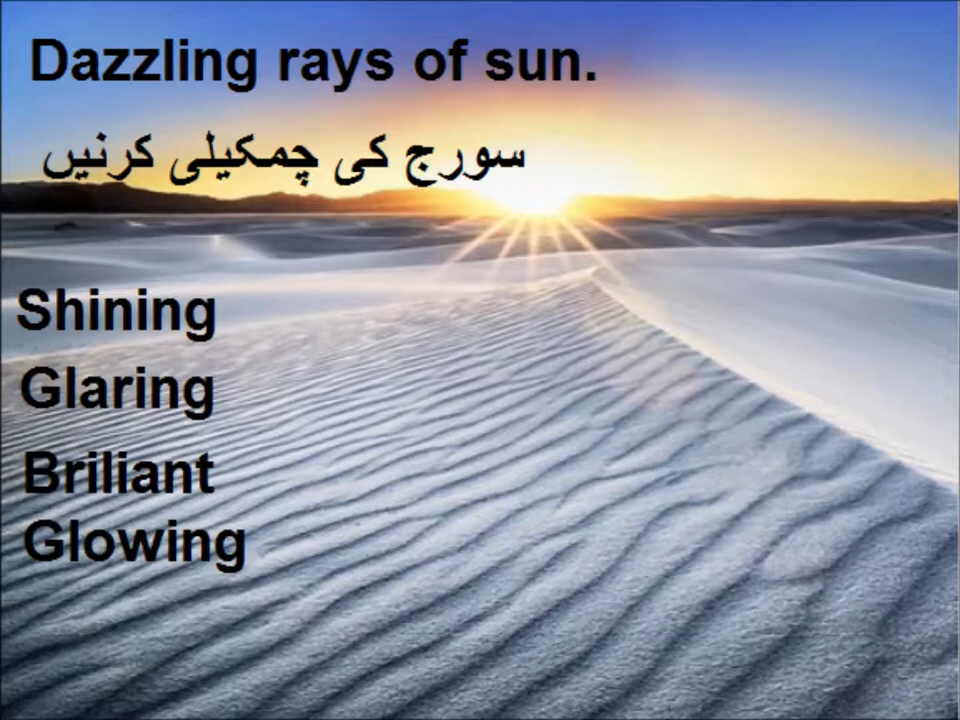 Dazzling rays of sun.
سورج کی چمکیلی کرنیں
Shining
Glaring
Briliant
Glowing